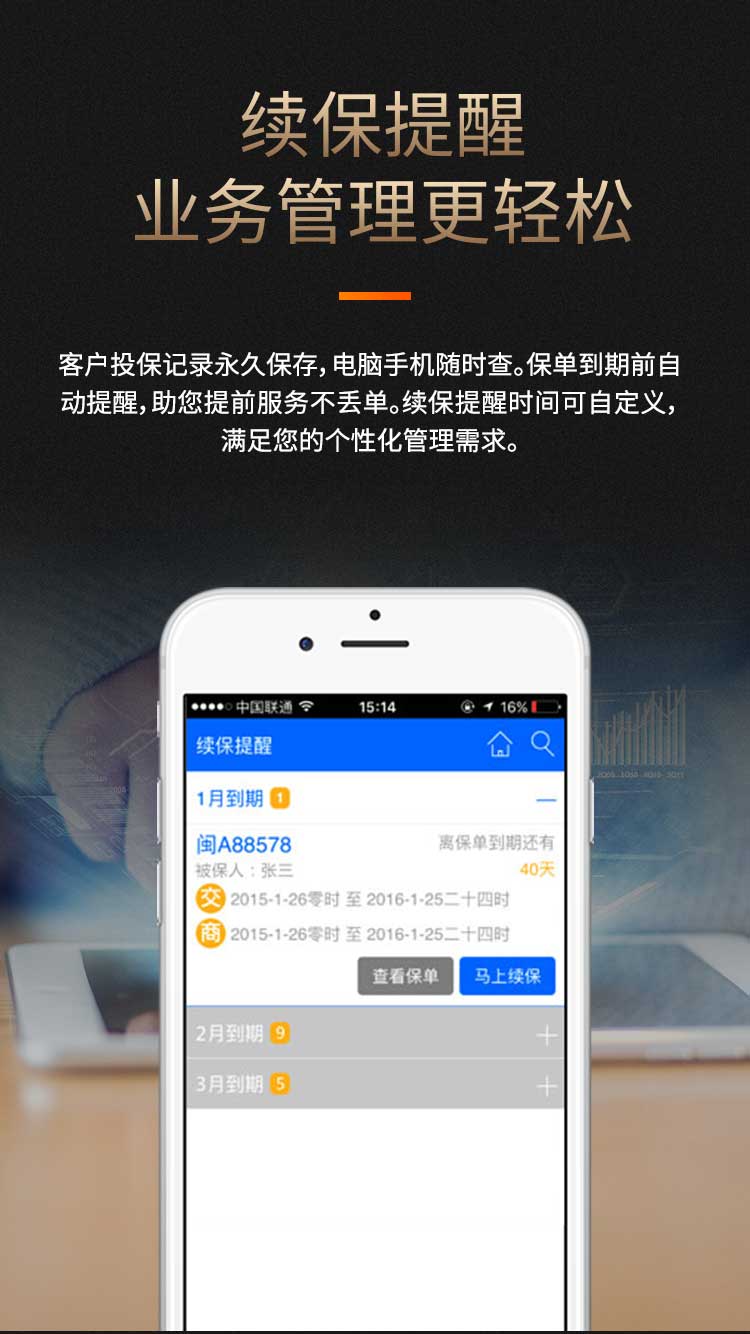 续保提醒
业务管理更轻松
客户投保记录永久保存，电脑手机随时查。保单到期前自
动提醒，助您提前服务不丢单。续保提醒时间可自定义，
满足您的个性化管理需求。
中国联通 15:14 16%
续保提醒
1月到期 1
闽A88578 离保单到期还有
被保人：张三 40天
交 2015-1-26零时 至 2016-1-25二十四时
商 2015-1-26零时 至 2016-1-25二十四时
查看保单 马上续保
2月到期 9
3月到期 5